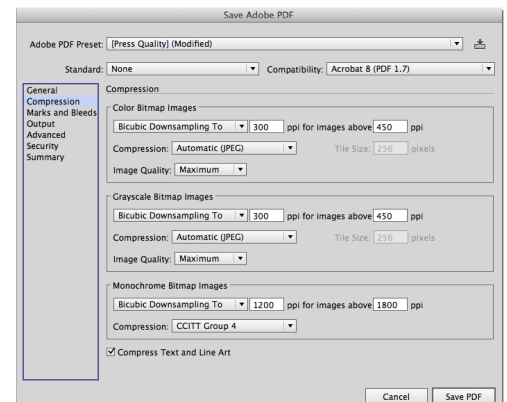 Save Adobe PDF
Adobe PDF Preset: [Press Quality] (Modified)
Standard: None Compatibility: Acrobat 8 (PDF 1.7)
General
Compression
Marks and Bleeds
Output
Advanced
Security
Summary
Compression
Color Bitmap Images
Bicubic Downsampling To 300 ppi for images above 450 ppi
Compression: Automatic (JPEG) Tile Size: 256 pixels
Image Quality: Maximum
Grayscale Bitmap Images
Bicubic Downsampling To 300 ppi for images above 450 ppi
Compression: Automatic (JPEG) Tile Size: 256 pixels
Image Quality: Maximum
Monochrome Bitmap Images
Bicubic Downsampling To 1200 ppi for images above 1800 ppi
Compression: CCITT Group 4
Compress Text and Line Art
Cancel Save PDF